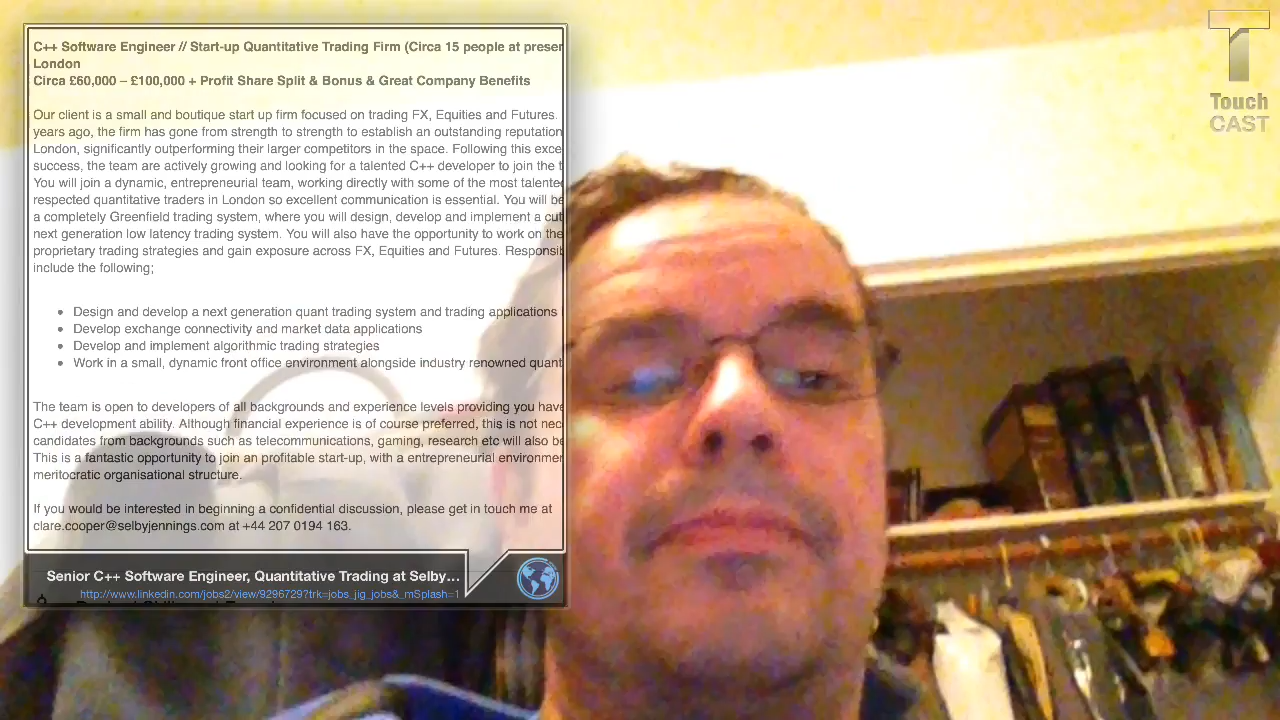 C++ Software Engineer // Start-up Quantitative Trading Firm (Circa 15 people at presen
London
Circa £60,000 – £100,000 + Profit Share Split & Bonus & Great Company Benefits
Our client is a small and boutique start up firm focused on trading FX, Equities and Futures.
years ago, the firm has gone from strength to strength to establish an outstanding reputat
London, significantly outperforming their larger competitors in the space. Following this exce
success, the team are actively growing and looking for a talented C++ developer to join the t
You will join a dynamic, entrepreneurial team, working directly with some of the most talented
respected quantitative traders in London so excellent communication is essential. You will be
a completely Greenfield trading system, where you will design, develop and implement a cut
next generation low latency trading system. You will also have the opportunity to work on the
proprietary trading strategies and gain exposure across FX, Equities and Futures. Responsib
include the following;
• Design and develop a next generation quant trading system and trading applications
• Develop exchange connectivity and market data applications
• Develop and implement algorithmic trading strategies
• Work in a small, dynamic front office environment alongside industry renowned quant
The team is open to developers of all backgrounds and experience levels providing you have
C++ development ability. Although financial experience is of course preferred, this is not nec
candidates from backgrounds such as telecommunications, gaming, research etc will also be
This is a fantastic opportunity to join an profitable start-up, with a entrepreneurial environmen
meritocratic organisational structure.
If you would be interested in beginning a confidential discussion, please get in touch me at
clare.cooper@selbyjennings.com at +44 207 0194 163.
Senior C++ Software Engineer, Quantitative Trading at Selby...
http://www.linkedin.com/jobs2/view/9296729?trk=jobs_jig_jobs&_mSplash=1
Touch
CAST